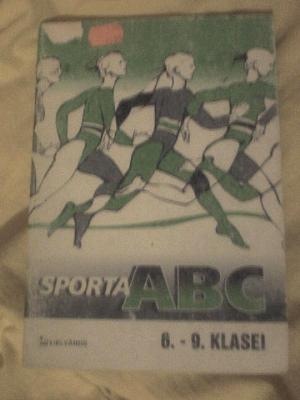 SPORTA ABC
6. - 9. KLASEI